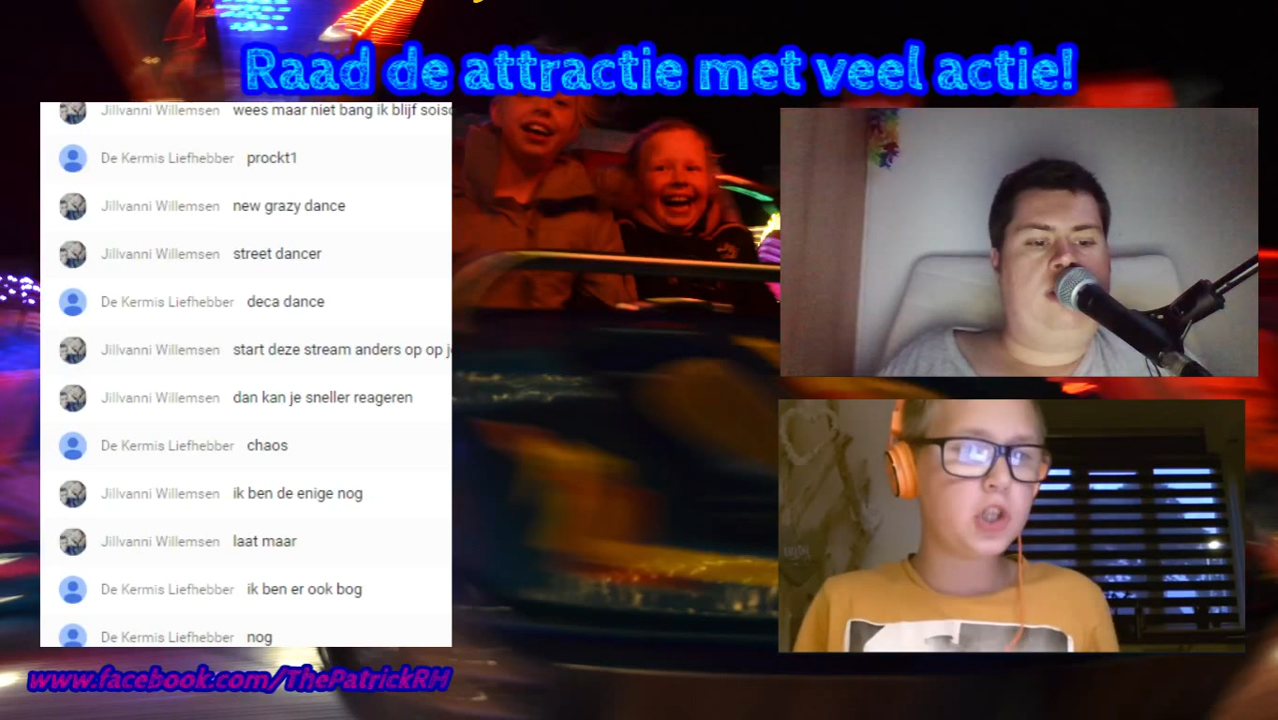 Raad de attractie met veel actie!
Jillvanni Willemsen wees maar niet bang ik blijf
De Kermis Liefhebber prockt1
Jillvanni Willemsen new grazy dance
Jillvanni Willemsen street dancer
De Kermis Liefhebber deca dance
Jillvanni Willemsen start deze stream anders op op
Jillvanni Willemsen dan kan je sneller reageren
De Kermis Liefhebber chaos
Jillvanni Willemsen ik ben de enige nog
Jillvanni Willemsen laat maar
De Kermis Liefhebber ik ben er ook bog
De Kermis Liefhebber nog
www.facebook.com/ThePatrickRH